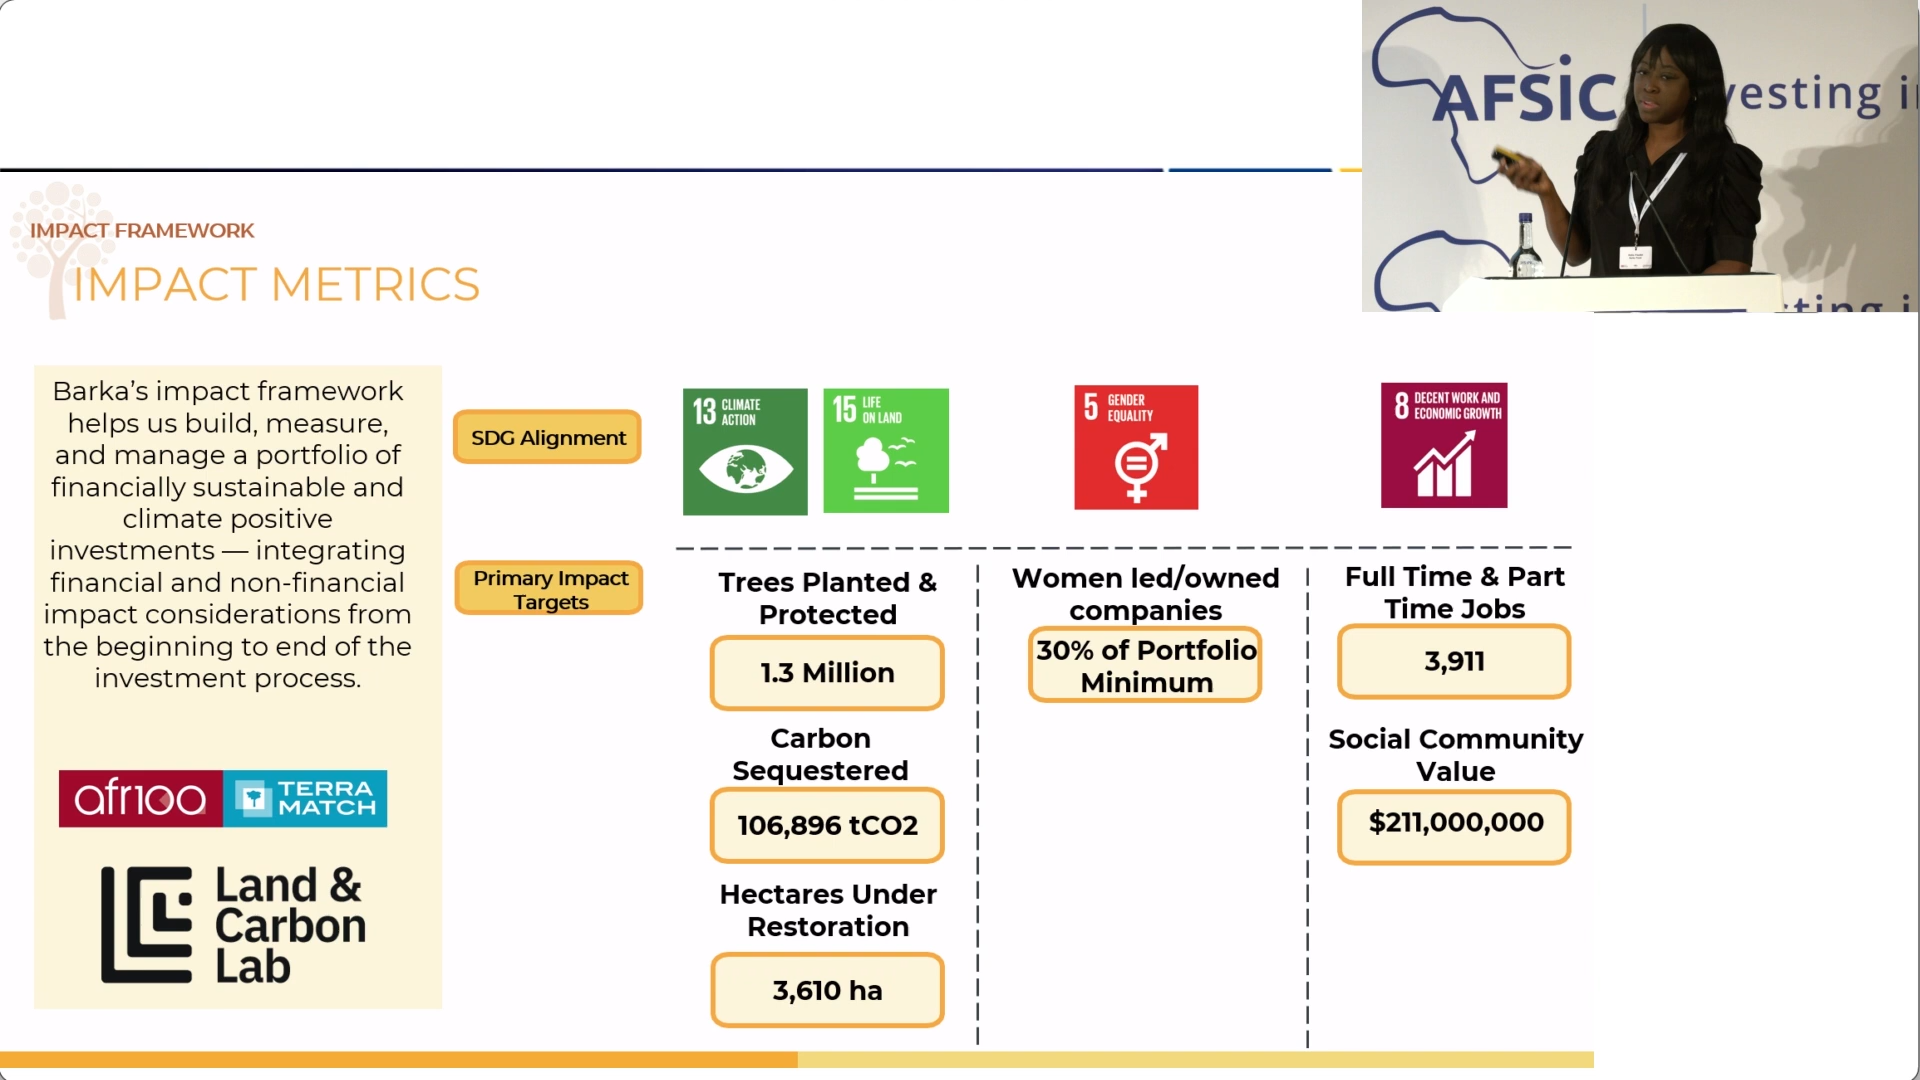 AFSIC
vesting i
sting i
IMPACT FRAMEWORK
IMPACT METRICS
Barka’s impact framework
helps us build, measure,
and manage a portfolio of
financially sustainable and
climate positive
investments — integrating
financial and non-financial
impact considerations from
the beginning to end of the
investment process.
afr100
TERRA
MATCH
Land &
Carbon
Lab
SDG Alignment
13 CLIMATE
ACTION
15 LIFE
ON LAND
5 GENDER
EQUALITY
8 DECENT WORK AND
ECONOMIC GROWTH
Primary Impact
Targets
Trees Planted &
Protected
1.3 Million
Carbon
Sequestered
106,896 tCO2
Hectares Under
Restoration
3,610 ha
Women led/owned
companies
30% of Portfolio
Minimum
Full Time & Part
Time Jobs
3,911
Social Community
Value
$211,000,000